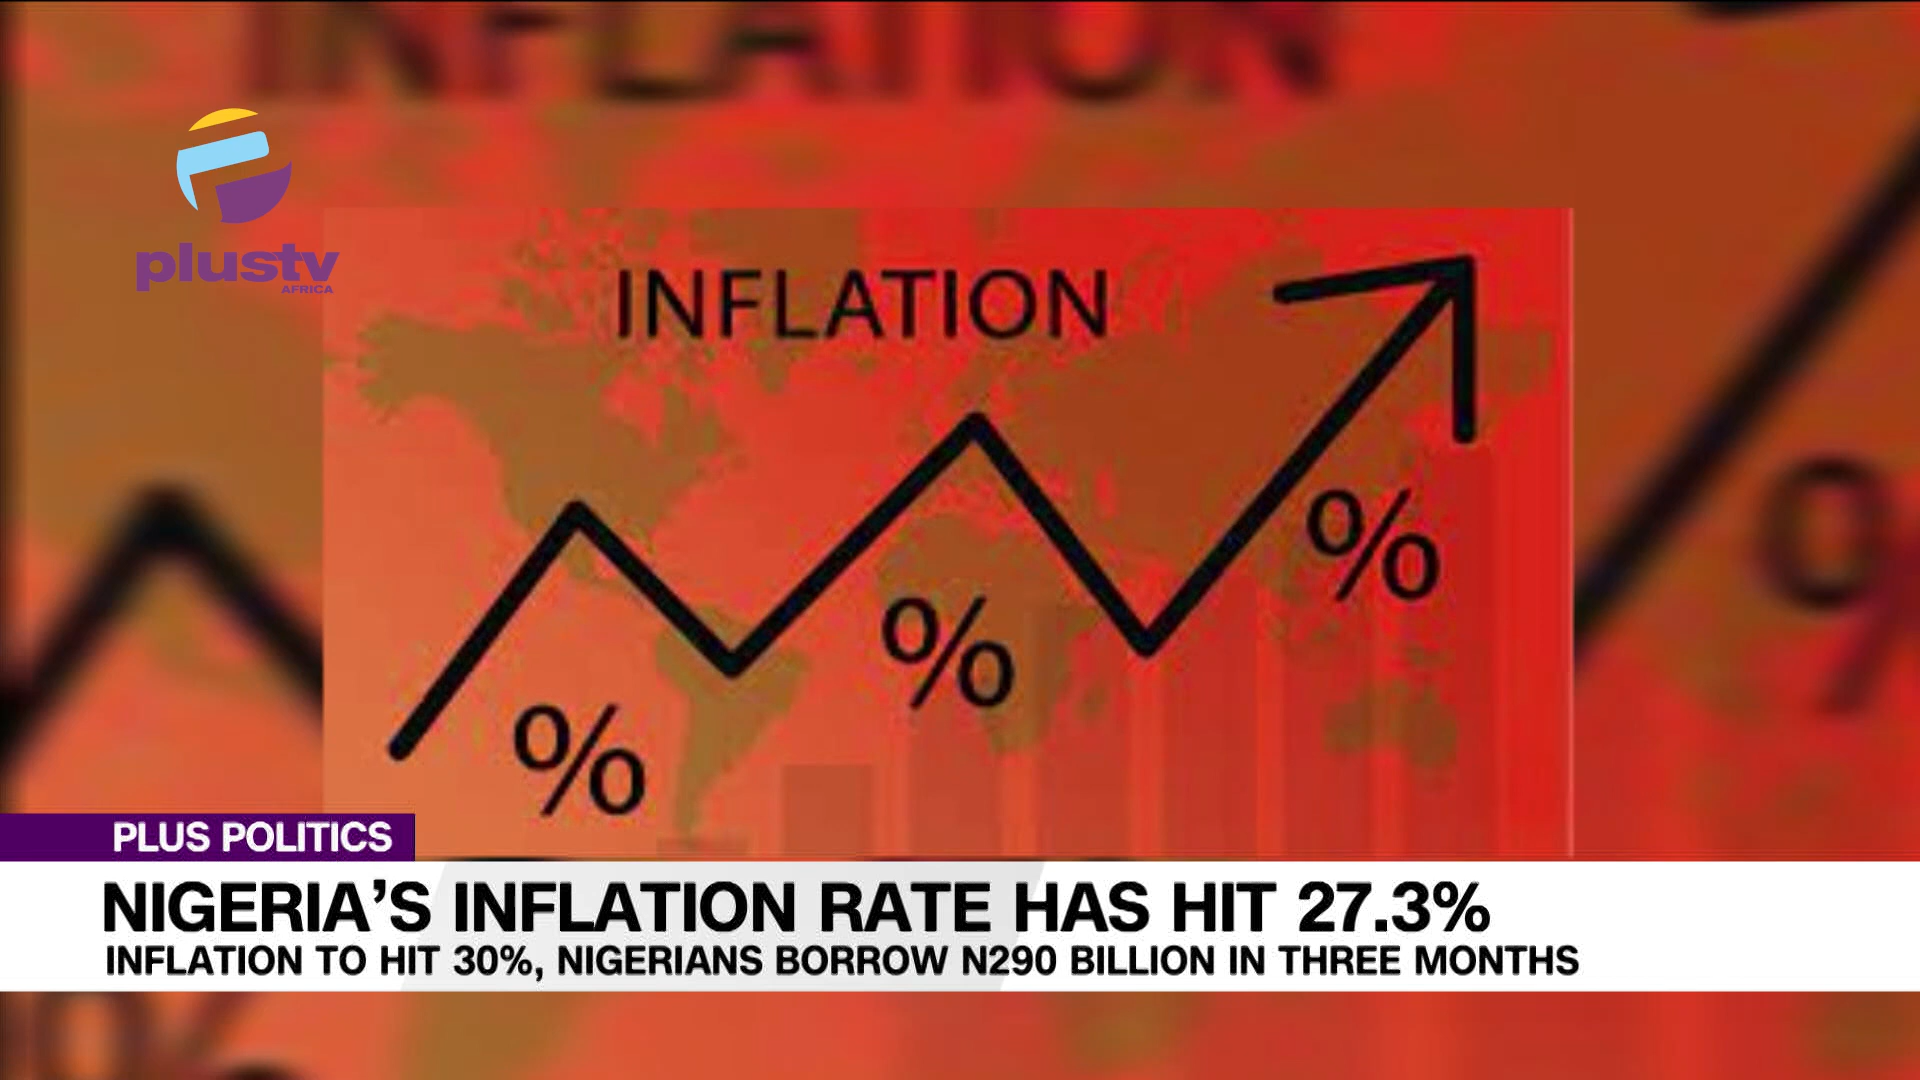 INFLATION
plustv
AFRICA
INFLATION
%
%
%
%
PLUS POLITICS
NIGERIA'S INFLATION RATE HAS HIT 27.3%
INFLATION TO HIT 30%, NIGERIANS BORROW N290 BILLION IN THREE MONTHS